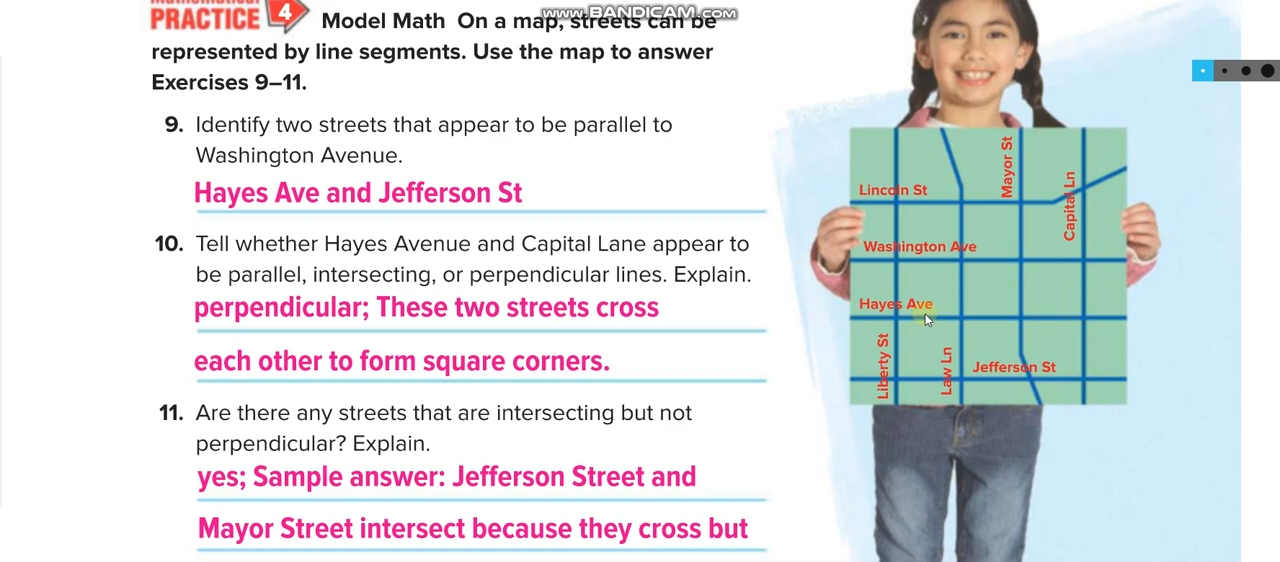 www.BANDICAM.com
PRACTICE 4 Model Math On a map, streets can be
represented by line segments. Use the map to answer
Exercises 9–11.
9. Identify two streets that appear to be parallel to
Washington Avenue.
Hayes Ave and Jefferson St
10. Tell whether Hayes Avenue and Capital Lane appear to
be parallel, intersecting, or perpendicular lines. Explain.
perpendicular; These two streets cross
each other to form square corners.
11. Are there any streets that are intersecting but not
perpendicular? Explain.
yes; Sample answer: Jefferson Street and
Mayor Street intersect because they cross but
Mayor St
Capital Ln
Lincoln St
Washington Ave
Hayes Ave
Liberty St
Law Ln
Jefferson St